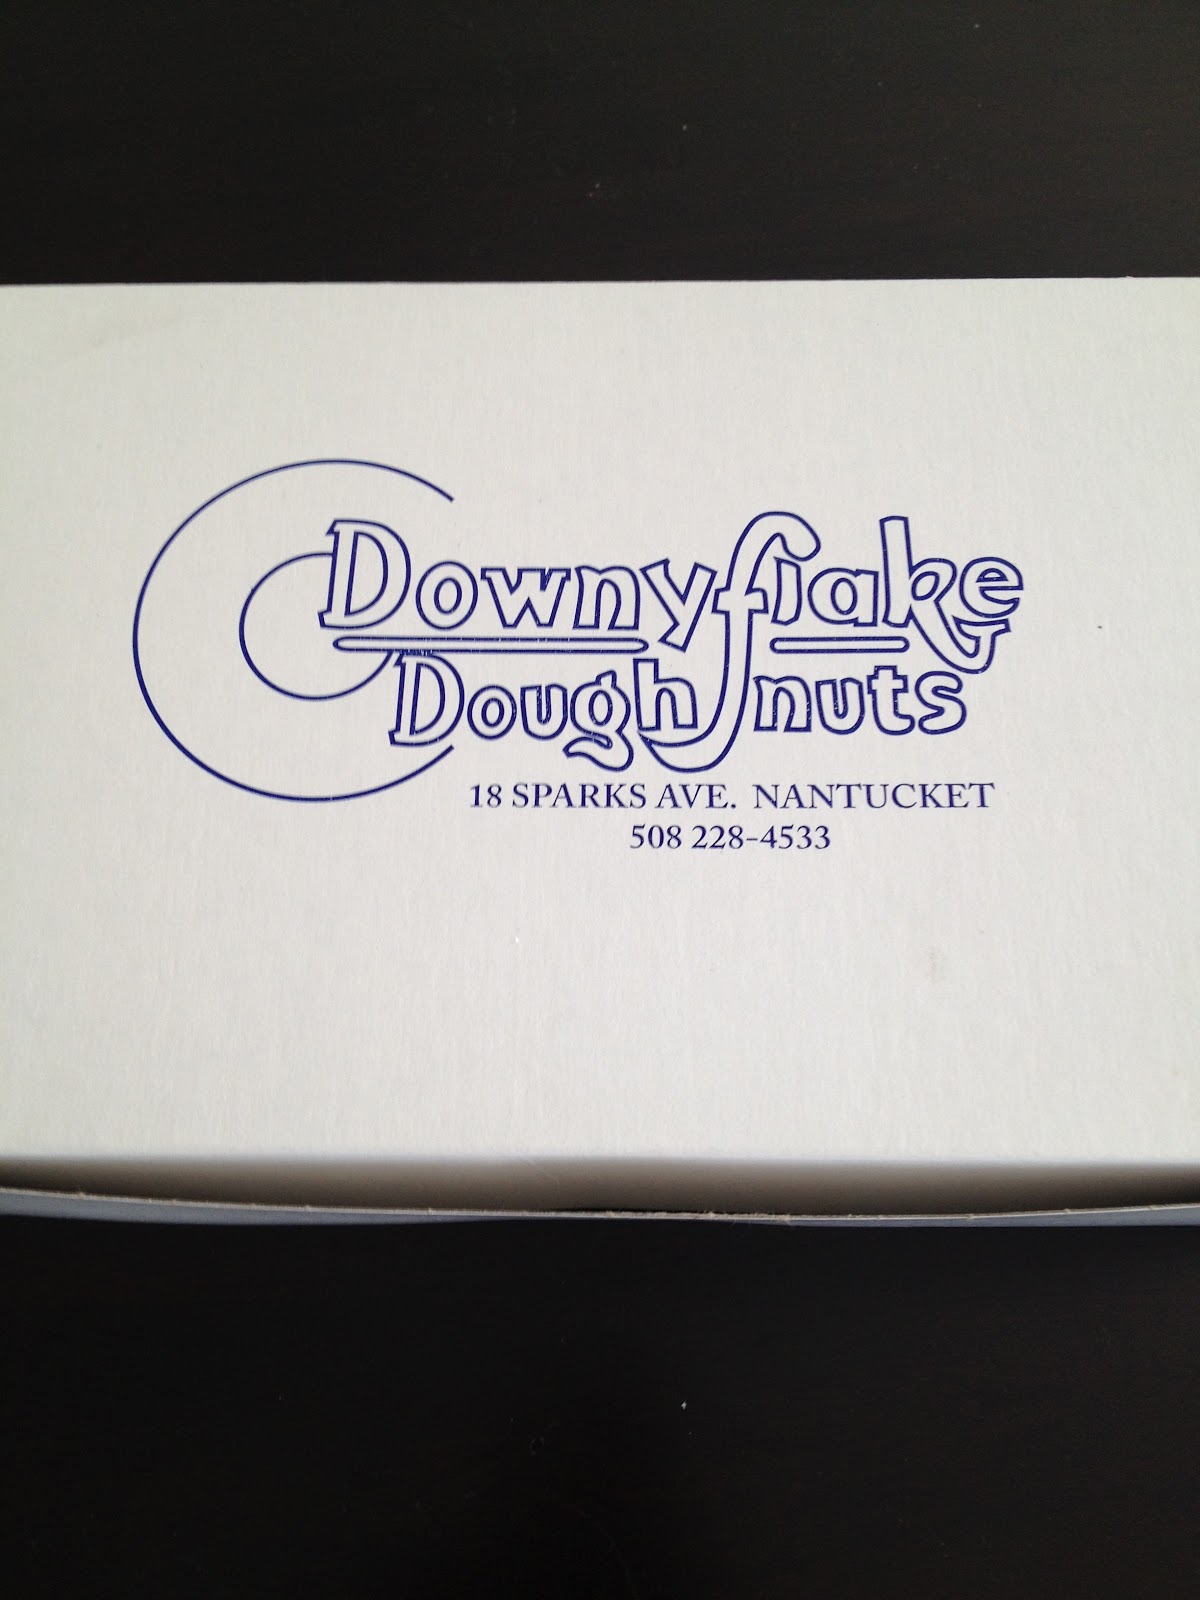 Downyflake
Doughnuts
18 SPARKS AVE. NANTUCKET
508 228-4533